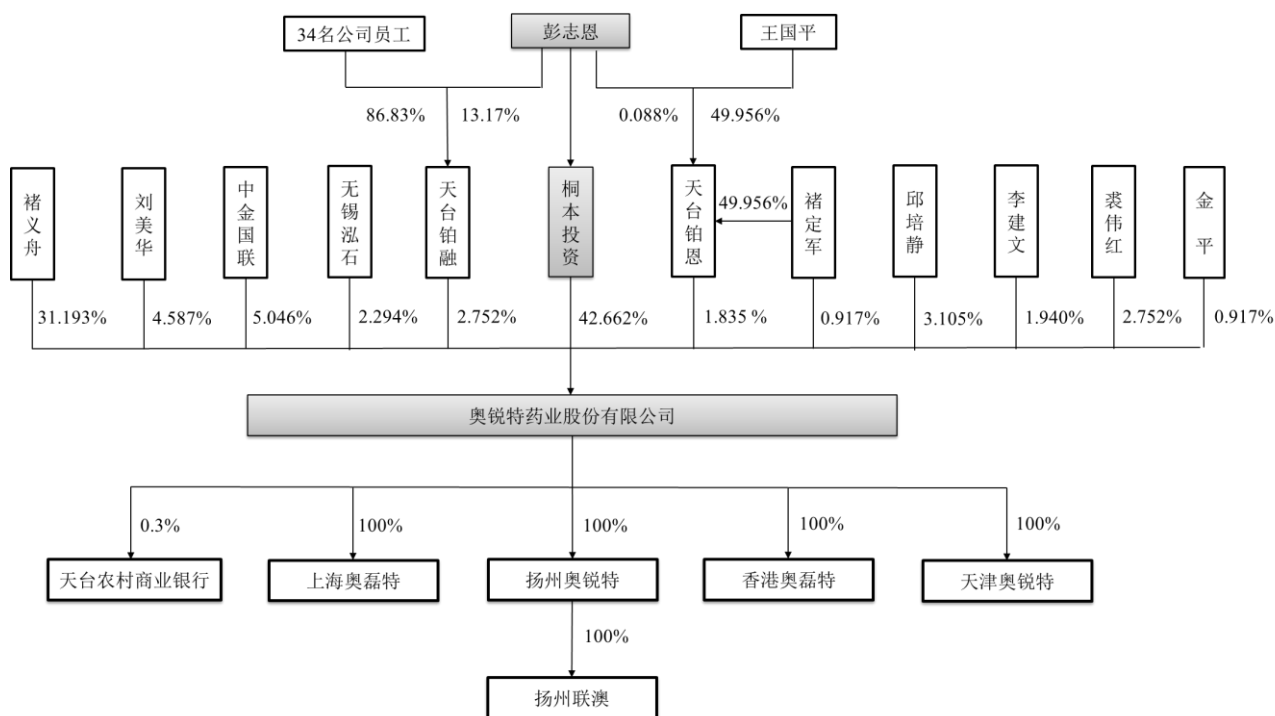 34名公司员工
彭志恩
王国平
86.83%
13.17%
0.088%
49.956%
褚义舟
刘美华
中金国联
无锡泓石
天台铂融
桐本投资
天台铂恩
49.956%
褚定军
邱培静
李建文
裘伟红
金平
31.193%
4.587%
5.046%
2.294%
2.752%
42.662%
1.835 %
0.917%
3.105%
1.940%
2.752%
0.917%
奥锐特药业股份有限公司
0.3%
100%
100%
100%
100%
天台农村商业银行
上海奥磊特
扬州奥锐特
香港奥磊特
天津奥锐特
100%
扬州联澳